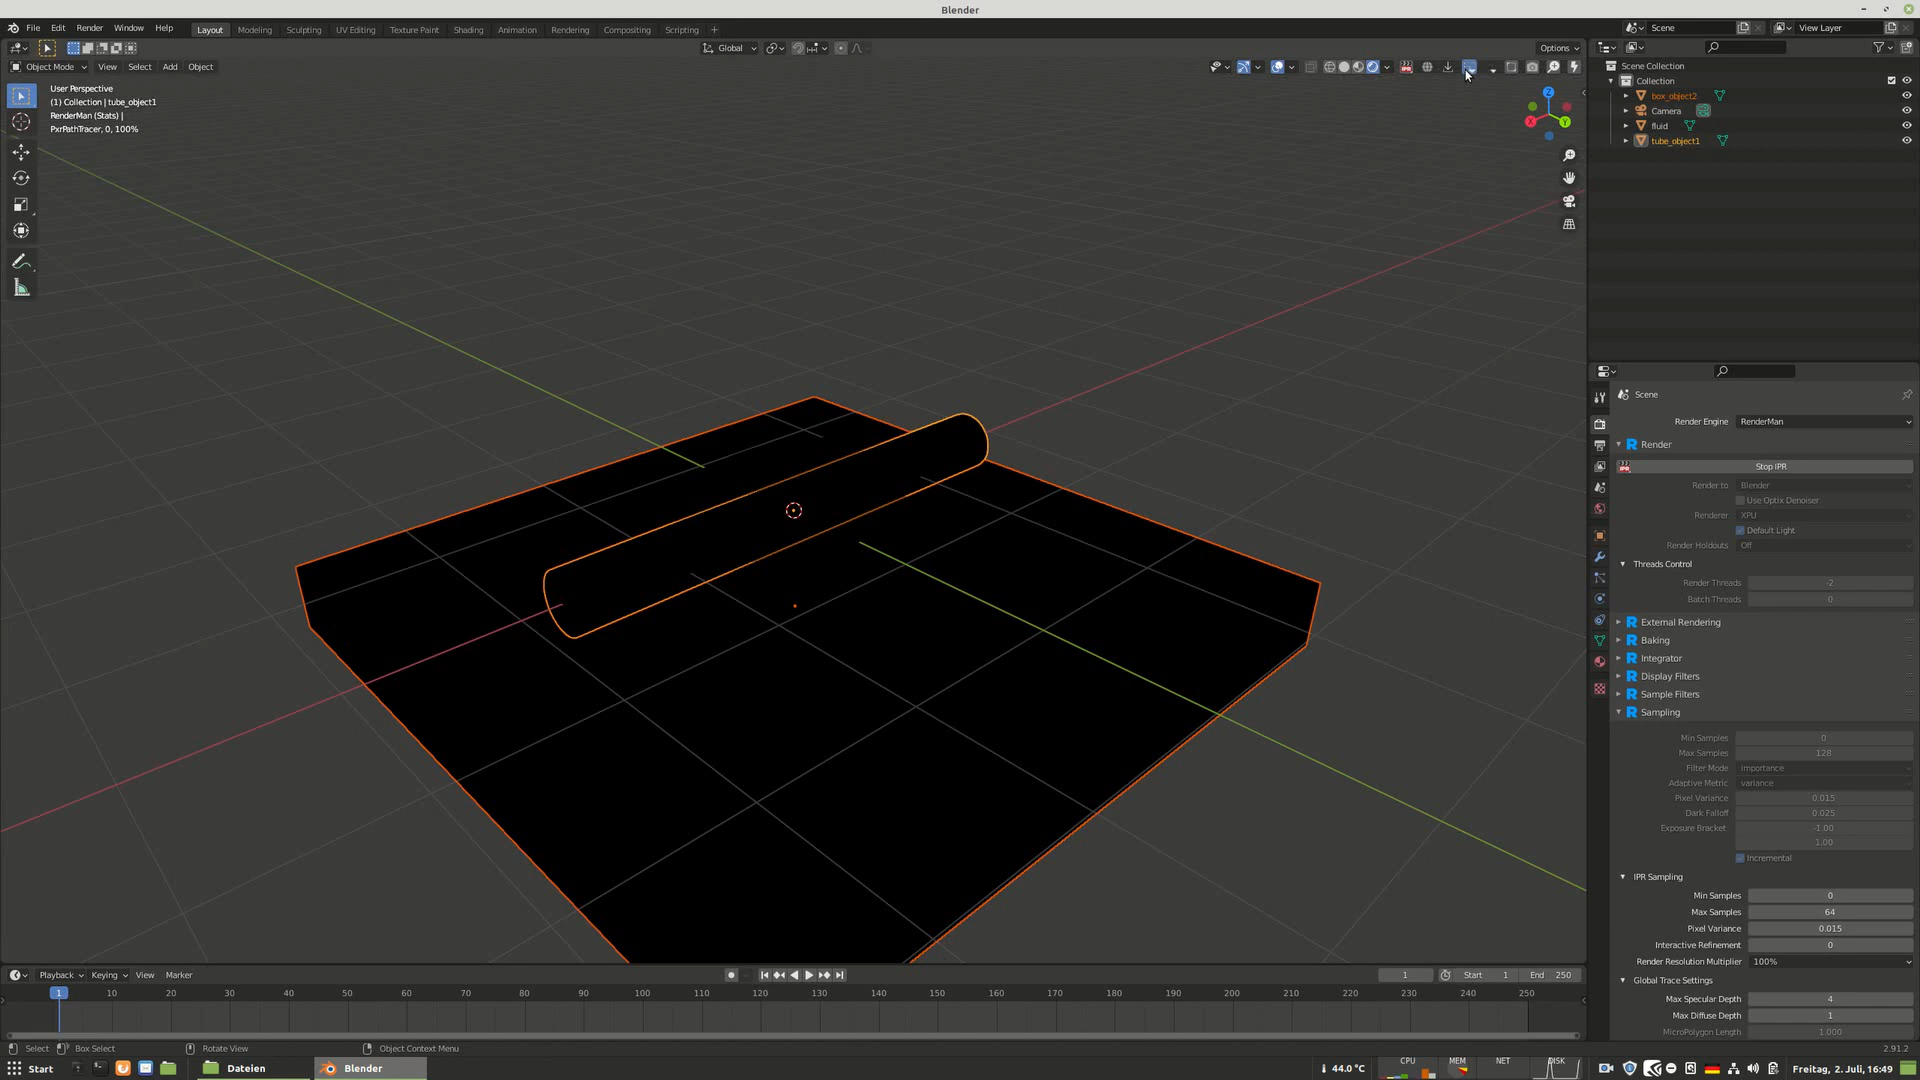 Blender
File Edit Render Window Help
Layout Modeling Sculpting UV Editing Texture Paint Shading Animation Rendering Compositing Scripting +
Scene View Layer
Global Options
Object Mode View Select Add Object
User Perspective
(1) Collection | tube_object1
RenderMan (Stats) |
PxrPathTracer, 0, 100%
Z
X Y
Scene Collection
Collection
box_object2
Camera
fluid
tube_object1
Scene
Render Engine RenderMan
Render
IPR Stop IPR
Render to Blender
Use Optix Denoiser
Renderer XPU
Default Light
Render Holdouts Off
Threads Control
Render Threads -2
Batch Threads 0
External Rendering
Baking
Integrator
Display Filters
Sample Filters
Sampling
Min Samples 0
Max Samples 128
Filter Mode importance
Adaptive Metric variance
Pixel Variance 0.015
Dark Falloff 0.025
Exposure Bracket -1.00
1.00
Incremental
IPR Sampling
Min Samples 0
Max Samples 64
Pixel Variance 0.015
Interactive Refinement 0
Render Resolution Multiplier 100%
Global Trace Settings
Max Specular Depth 4
Max Diffuse Depth 1
MicroPolygon Length 1.000
Playback Keying View Marker 1 Start 1 End 250
1 10 20 30 40 50 60 70 80 90 100 110 120 130 140 150 160 170 180 190 200 210 220 230 240 250
Select Box Select Rotate View Object Context Menu 2.91.2
Start Dateien Blender 44.0 °C CPU MEM NET DISK Freitag, 2. Juli, 16:49